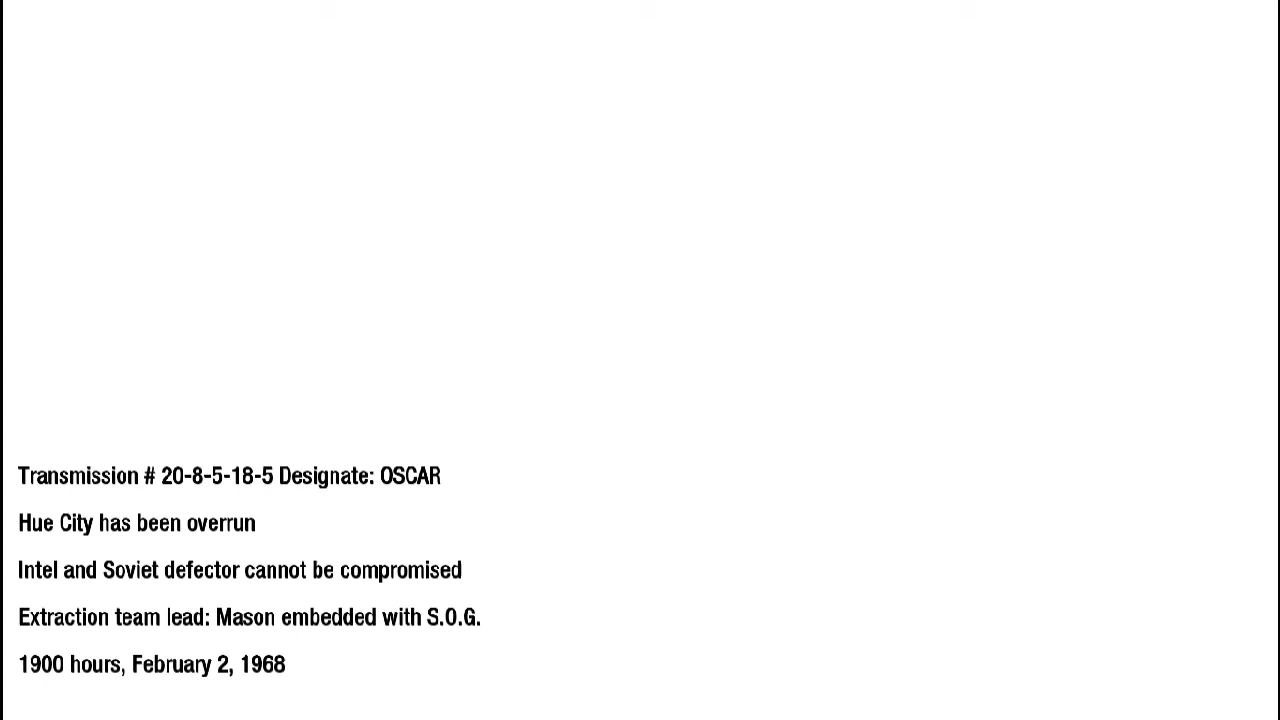 Transmission # 20-8-5-18-5 Designate: OSCAR
Hue City has been overrun
Intel and Soviet defector cannot be compromised
Extraction team lead: Mason embedded with S.O.G.
1900 hours, February 2, 1968